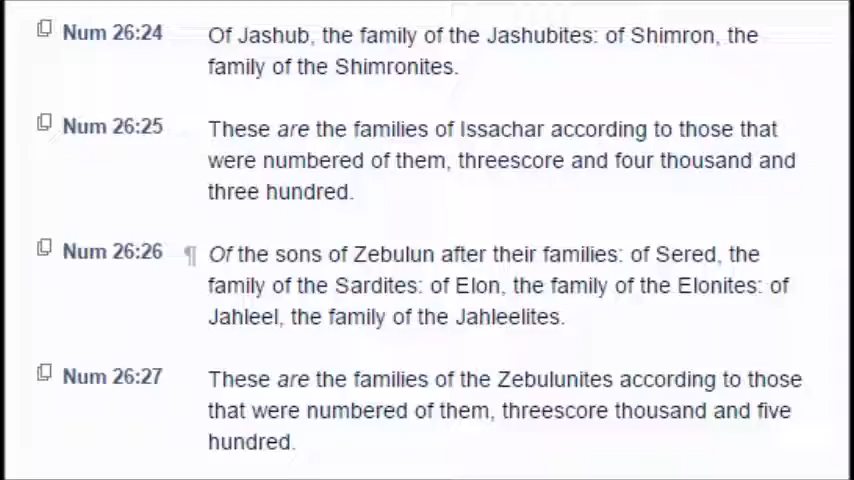 Num 26:24 Of Jashub, the family of the Jashubites: of Shimron, the
family of the Shimronites.
Num 26:25 These are the families of Issachar according to those that
were numbered of them, threescore and four thousand and
three hundred.
Num 26:26 ¶ Of the sons of Zebulun after their families: of Sered, the
family of the Sardites: of Elon, the family of the Elonites: of
Jahleel, the family of the Jahleelites.
Num 26:27 These are the families of the Zebulunites according to those
that were numbered of them, threescore thousand and five
hundred.